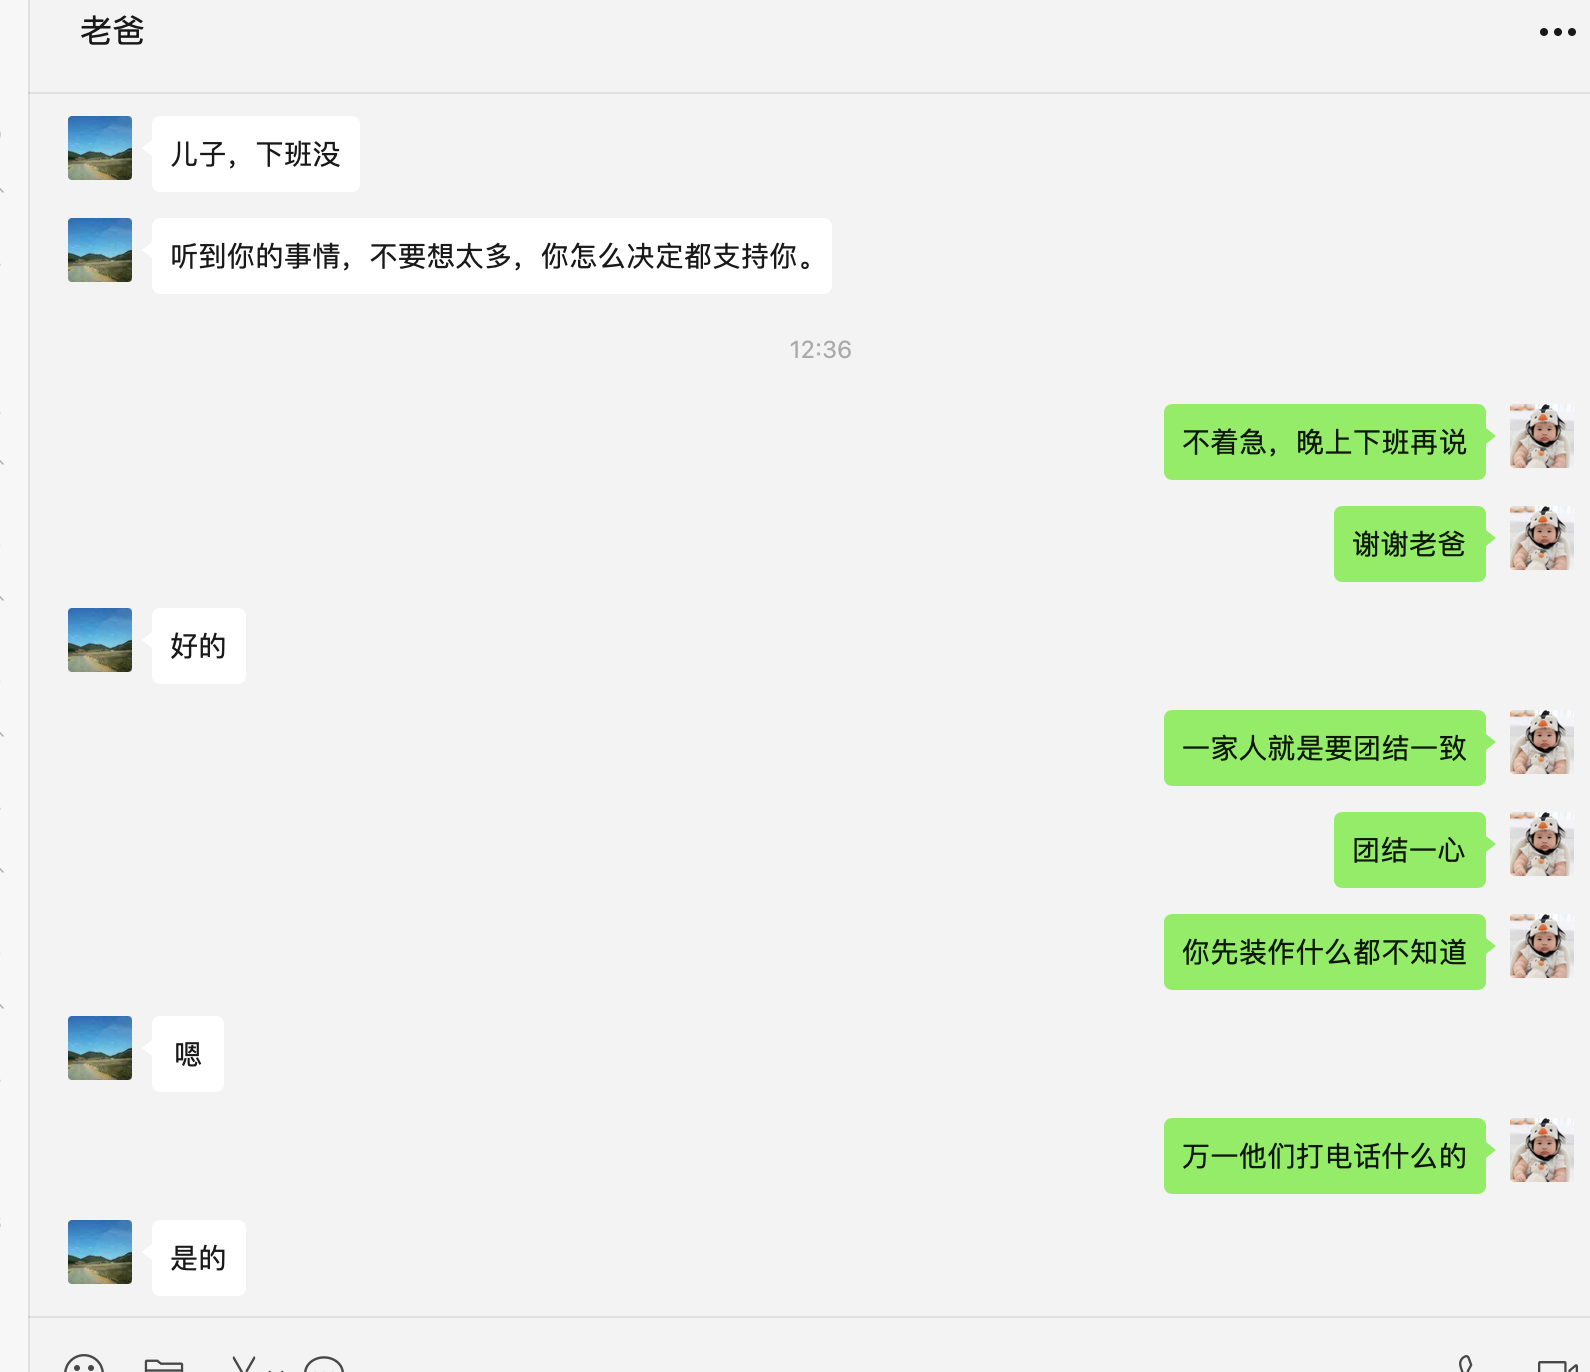 老爸
儿子，下班没
听到你的事情，不要想太多，你怎么决定都支持你。
12:36
不着急，晚上下班再说
谢谢老爸
好的
一家人就是要团结一致
团结一心
你先装作什么都不知道
嗯
万一他们打电话什么的
是的